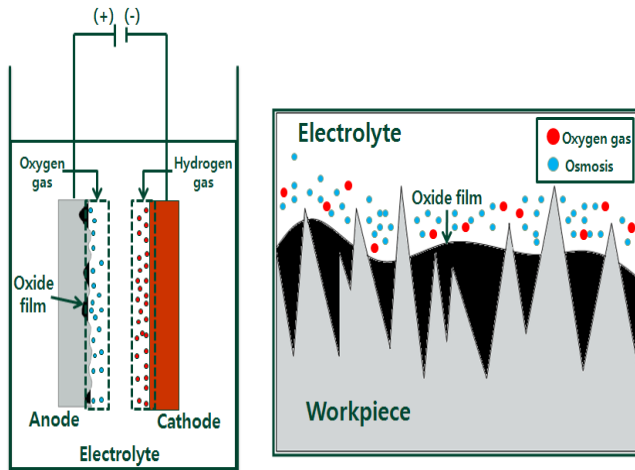 (+) (-)
Oxygen
gas
Hydrogen
gas
Oxide
film
Anode
Cathode
Electrolyte
Electrolyte
Oxygen gas
Osmosis
Oxide film
Workpiece